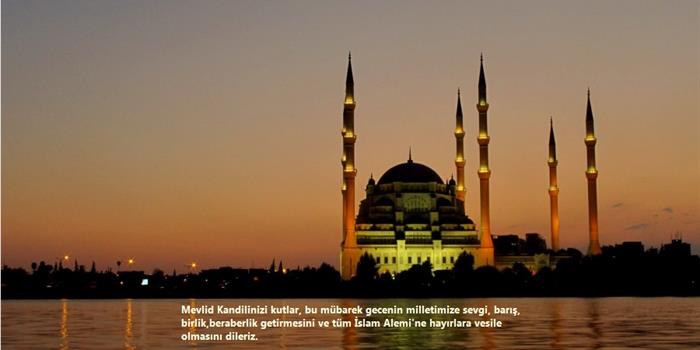 Mevlid Kandilinizi kutlar, bu mübarek gecenin milletimize sevgi, barış,
birlik,beraberlik getirmesini ve tüm İslam Alemi'ne hayırlara vesile
olmasını dileriz.